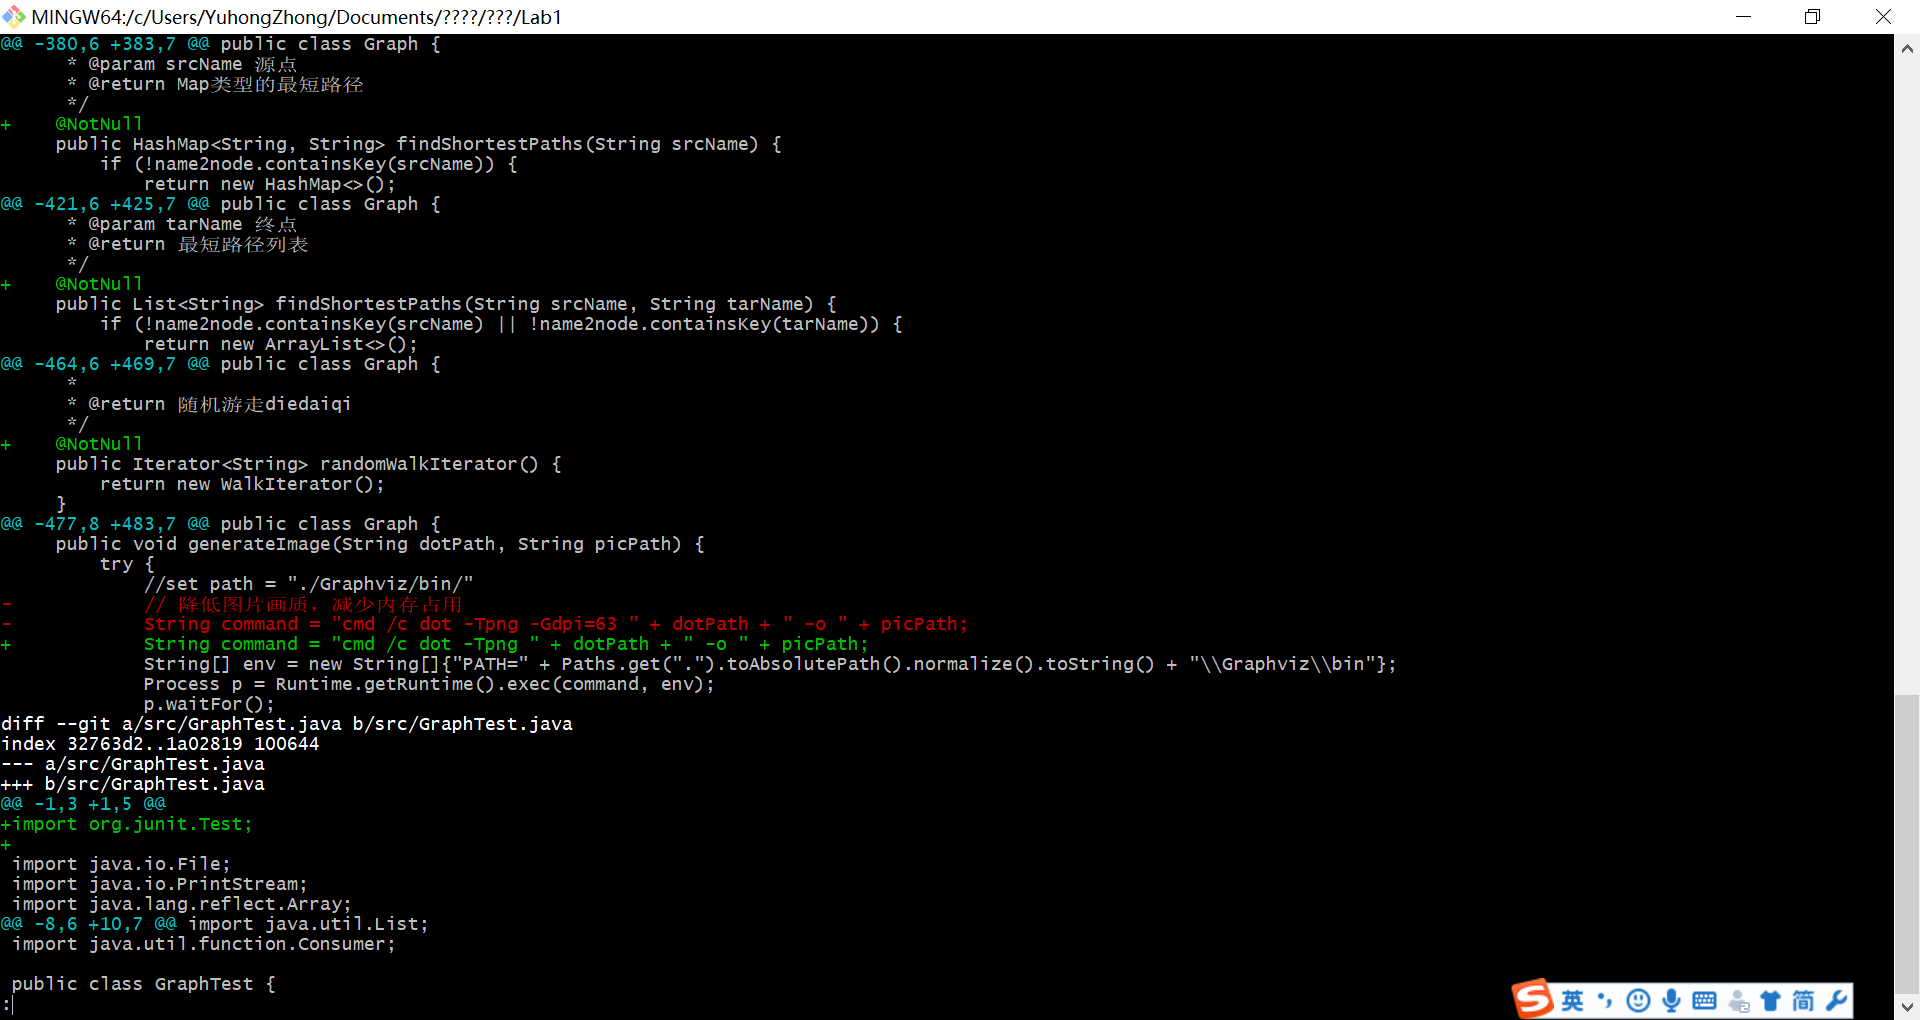 MINGW64:/c/Users/YuhongZhong/Documents/????/???/Lab1
@@ -380,6 +383,7 @@ public class Graph {
      * @param srcName 源点
      * @return Map类型的最短路径
      */
+    @NotNull
     public HashMap<String, String> findShortestPaths(String srcName) {
         if (!name2node.containsKey(srcName)) {
             return new HashMap<>();
@@ -421,6 +425,7 @@ public class Graph {
      * @param tarName 终点
      * @return 最短路径列表
      */
+    @NotNull
     public List<String> findShortestPaths(String srcName, String tarName) {
         if (!name2node.containsKey(srcName) || !name2node.containsKey(tarName)) {
             return new ArrayList<>();
@@ -464,6 +469,7 @@ public class Graph {
      *
      * @return 随机游走diedaiqi
      */
+    @NotNull
     public Iterator<String> randomWalkIterator() {
         return new WalkIterator();
     }
@@ -477,8 +483,7 @@ public class Graph {
     public void generateImage(String dotPath, String picPath) {
         try {
             //set path = "./Graphviz/bin/"
-            // 降低图片画质，减少内存占用
-            String command = "cmd /c dot -Tpng -Gdpi=63 " + dotPath + " -o " + picPath;
+            String command = "cmd /c dot -Tpng " + dotPath + " -o " + picPath;
             String[] env = new String[]{"PATH=" + Paths.get(".").toAbsolutePath().normalize().toString() + "\\Graphviz\\bin"};
             Process p = Runtime.getRuntime().exec(command, env);
             p.waitFor();
diff --git a/src/GraphTest.java b/src/GraphTest.java
index 32763d2..1a02819 100644
--- a/src/GraphTest.java
+++ b/src/GraphTest.java
@@ -1,3 +1,5 @@
+import org.junit.Test;
+
 import java.io.File;
 import java.io.PrintStream;
 import java.lang.reflect.Array;
@@ -8,6 +10,7 @@ import java.util.List;
 import java.util.function.Consumer;

 public class GraphTest {
:
S 英 简